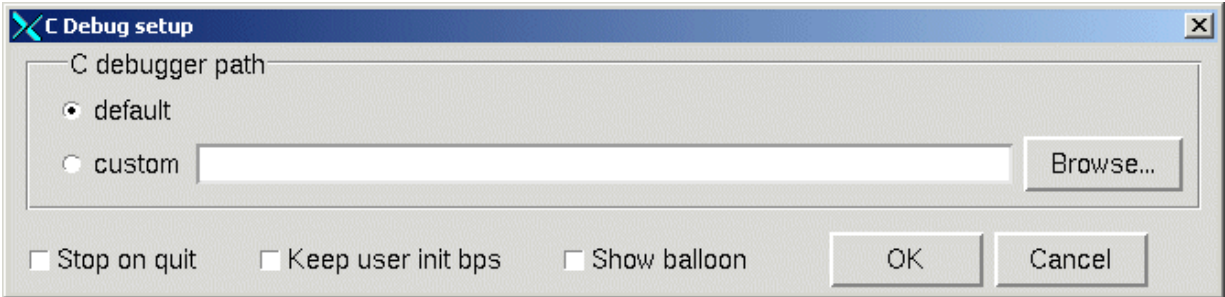 C Debug setup
C debugger path
default
custom Browse...
Stop on quit Keep user init bps Show balloon OK Cancel